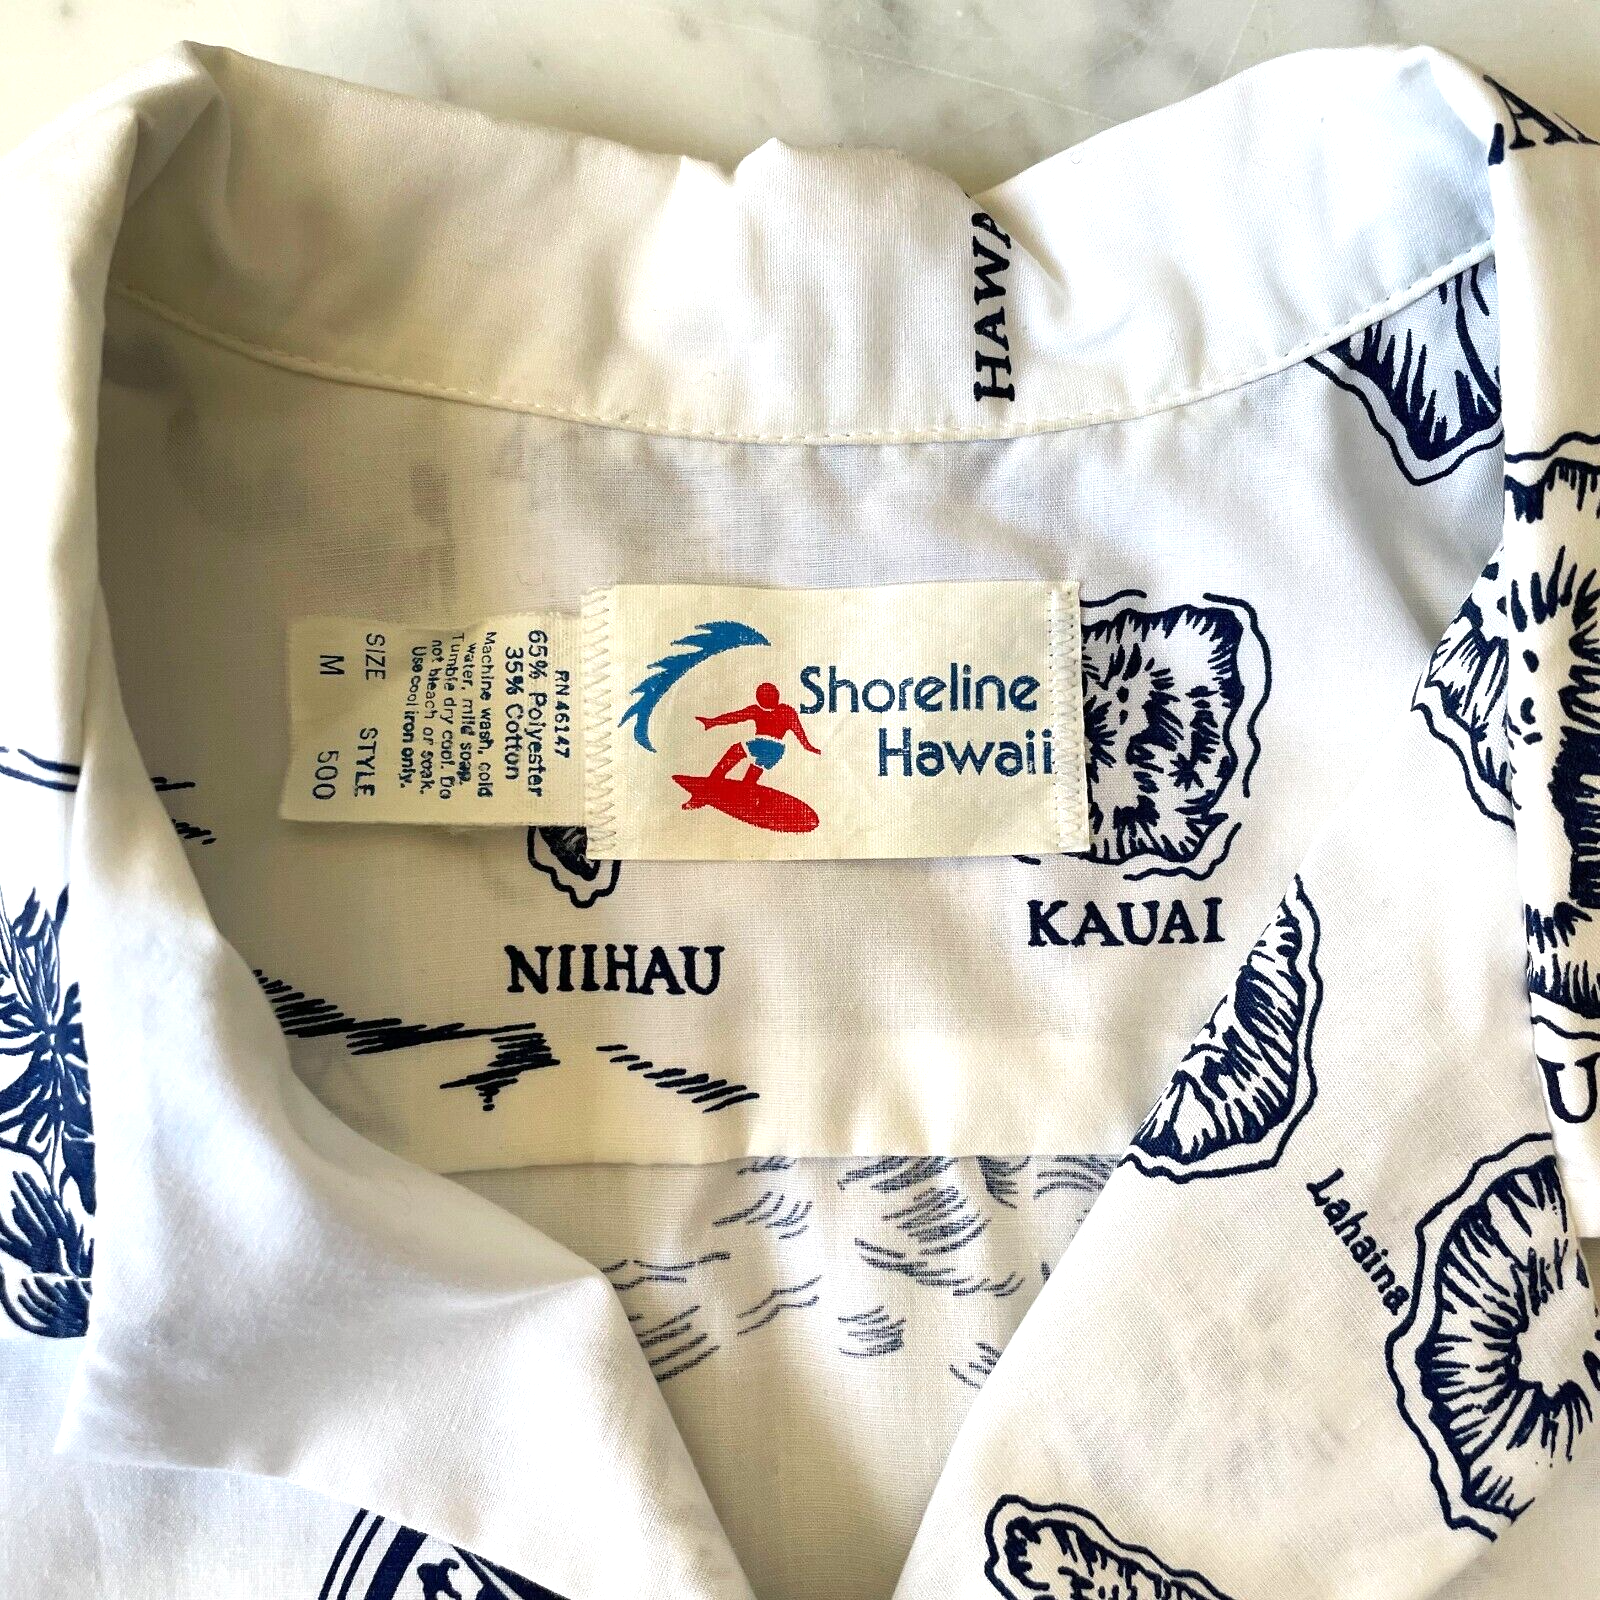 HAWA
Shoreline
Hawaii
RN 46147
65% Polyester
35% Cotton
Machine wash, cold
water, mild soap.
Tumble dry cool. Do
not bleach or soak.
Use cool iron only.
SIZE STYLE
M 500
KAUAI
NIIHAU
Lahaina